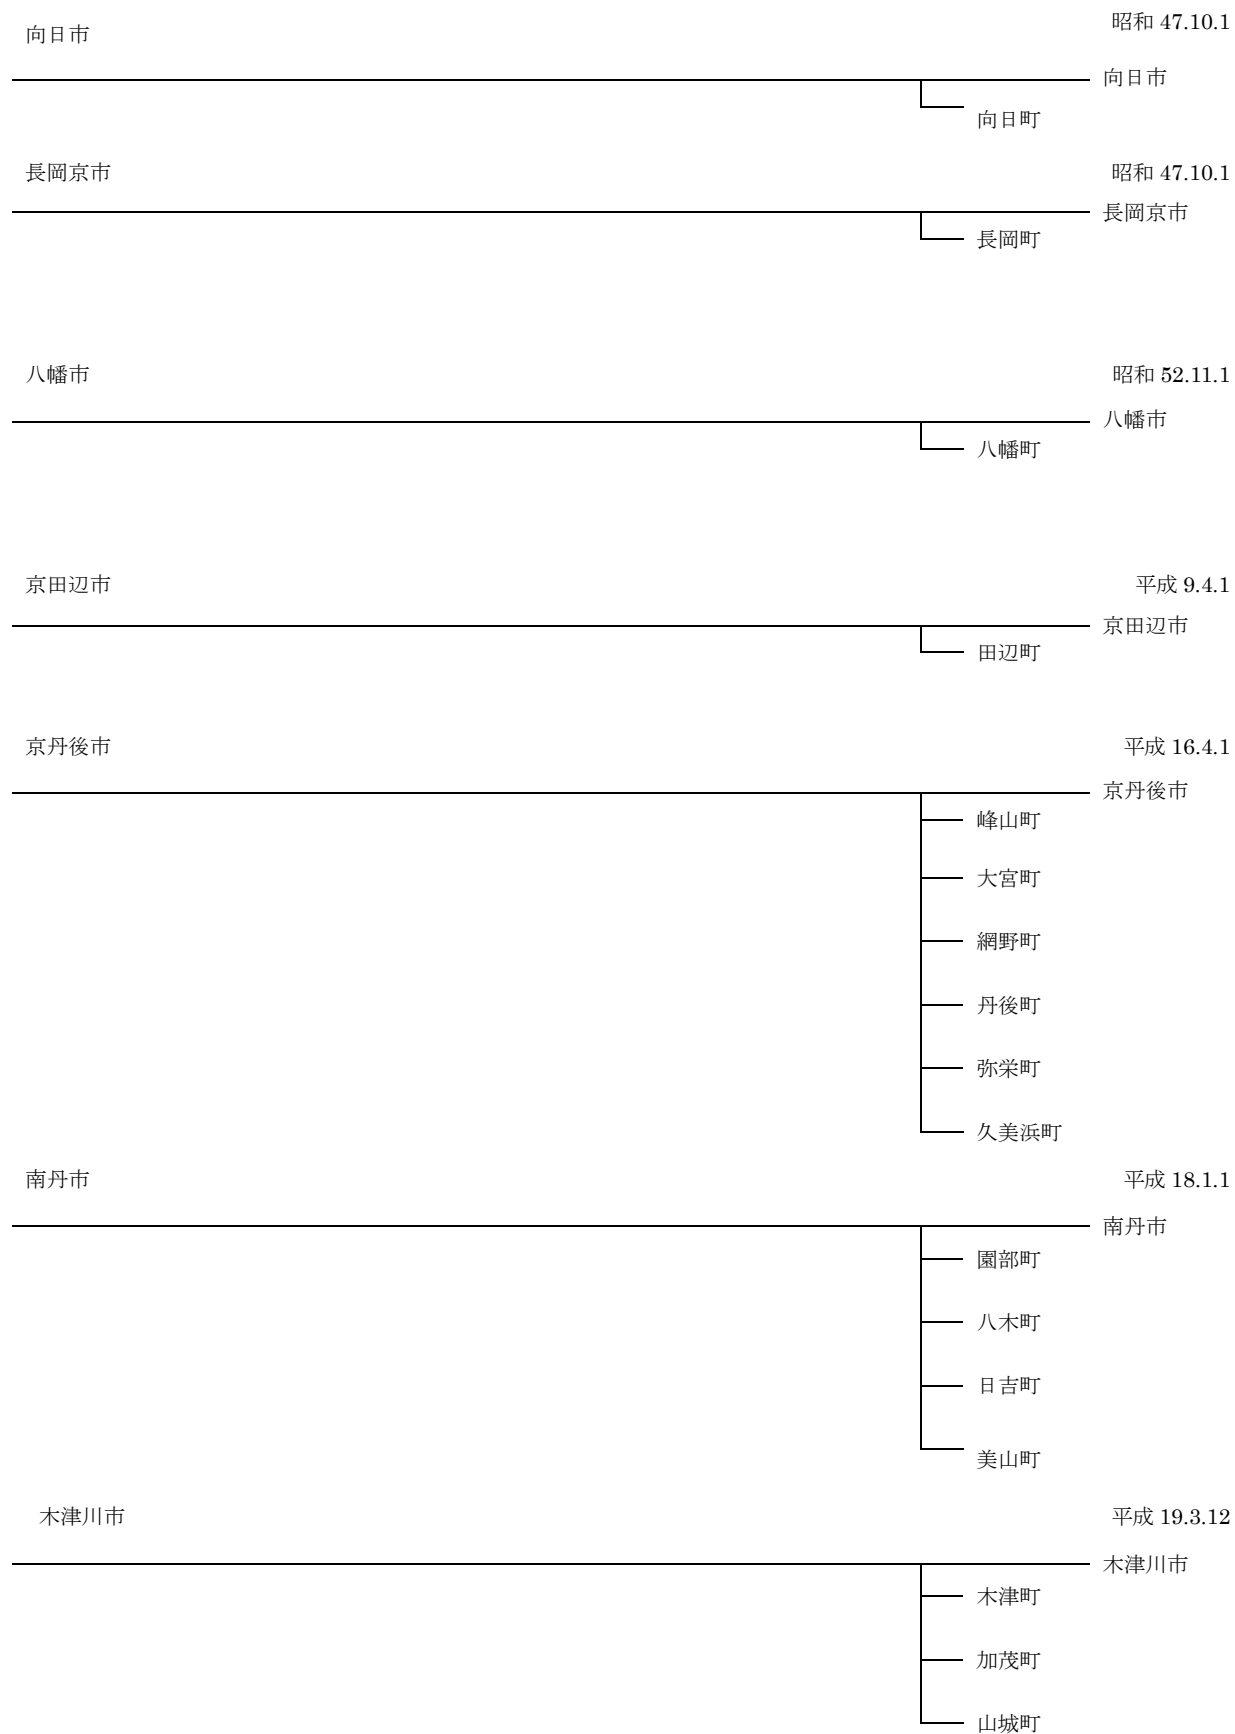 向日市
昭和 47.10.1
向日市
向日町
長岡京市
昭和 47.10.1
長岡京市
長岡町
八幡市
昭和 52.11.1
八幡市
八幡町
京田辺市
平成 9.4.1
京田辺市
田辺町
京丹後市
平成 16.4.1
京丹後市
峰山町
大宮町
網野町
丹後町
弥栄町
久美浜町
南丹市
平成 18.1.1
南丹市
園部町
八木町
日吉町
美山町
木津川市
平成 19.3.12
木津川市
木津町
加茂町
山城町